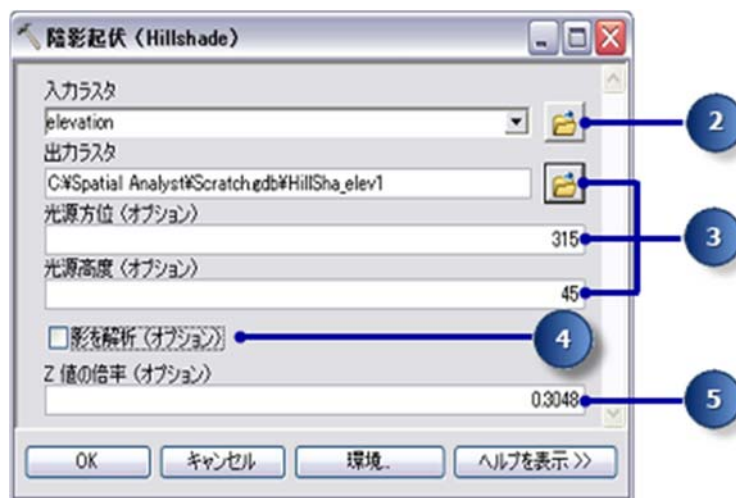 陰影起伏 (Hillshade)
入力ラスタ
elevation
2
出力ラスタ
C:¥Spatial Analyst¥Scratch.gdb¥HillSha_elev1
光源方位 (オプション)
315
3
光源高度 (オプション)
45
影を解析 (オプション)
4
Z 値の倍率 (オプション)
0.3048
5
OK キャンセル 環境... ヘルプを表示 >>